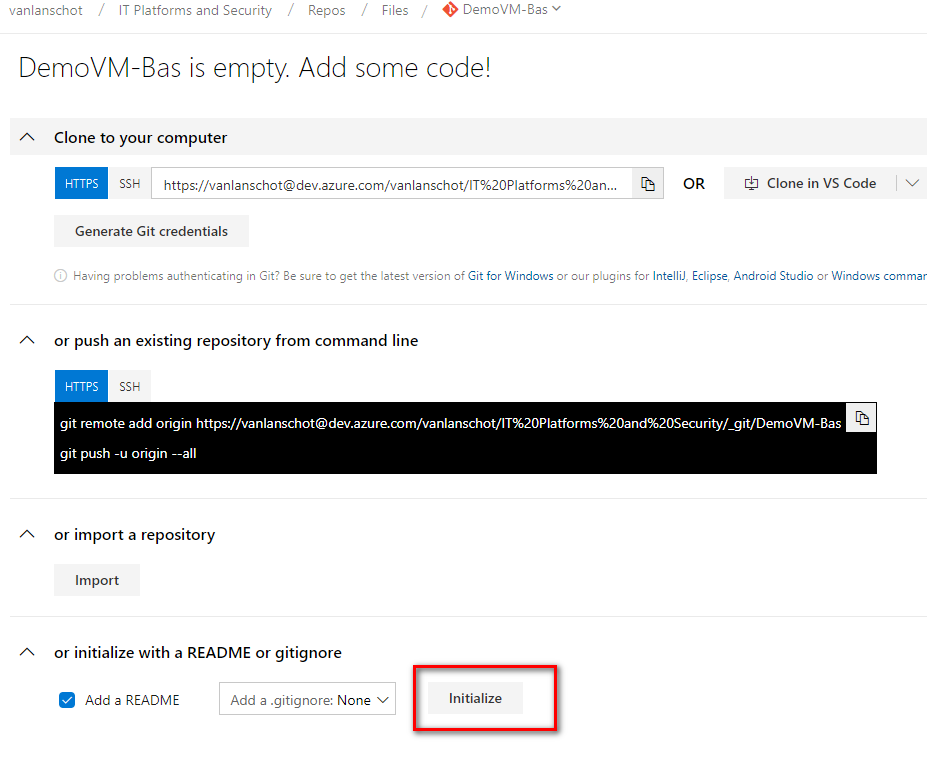 vanlanschot / IT Platforms and Security / Repos / Files / DemoVM-Bas
DemoVM-Bas is empty. Add some code!
Clone to your computer
HTTPS SSH https://vanlanschot@dev.azure.com/vanlanschot/IT%20Platforms%20an... OR Clone in VS Code
Generate Git credentials
Having problems authenticating in Git? Be sure to get the latest version of Git for Windows or our plugins for IntelliJ, Eclipse, Android Studio or Windows comman
or push an existing repository from command line
HTTPS SSH
git remote add origin https://vanlanschot@dev.azure.com/vanlanschot/IT%20Platforms%20and%20Security/_git/DemoVM-Bas
git push -u origin --all
or import a repository
Import
or initialize with a README or gitignore
Add a README Add a .gitignore: None Initialize